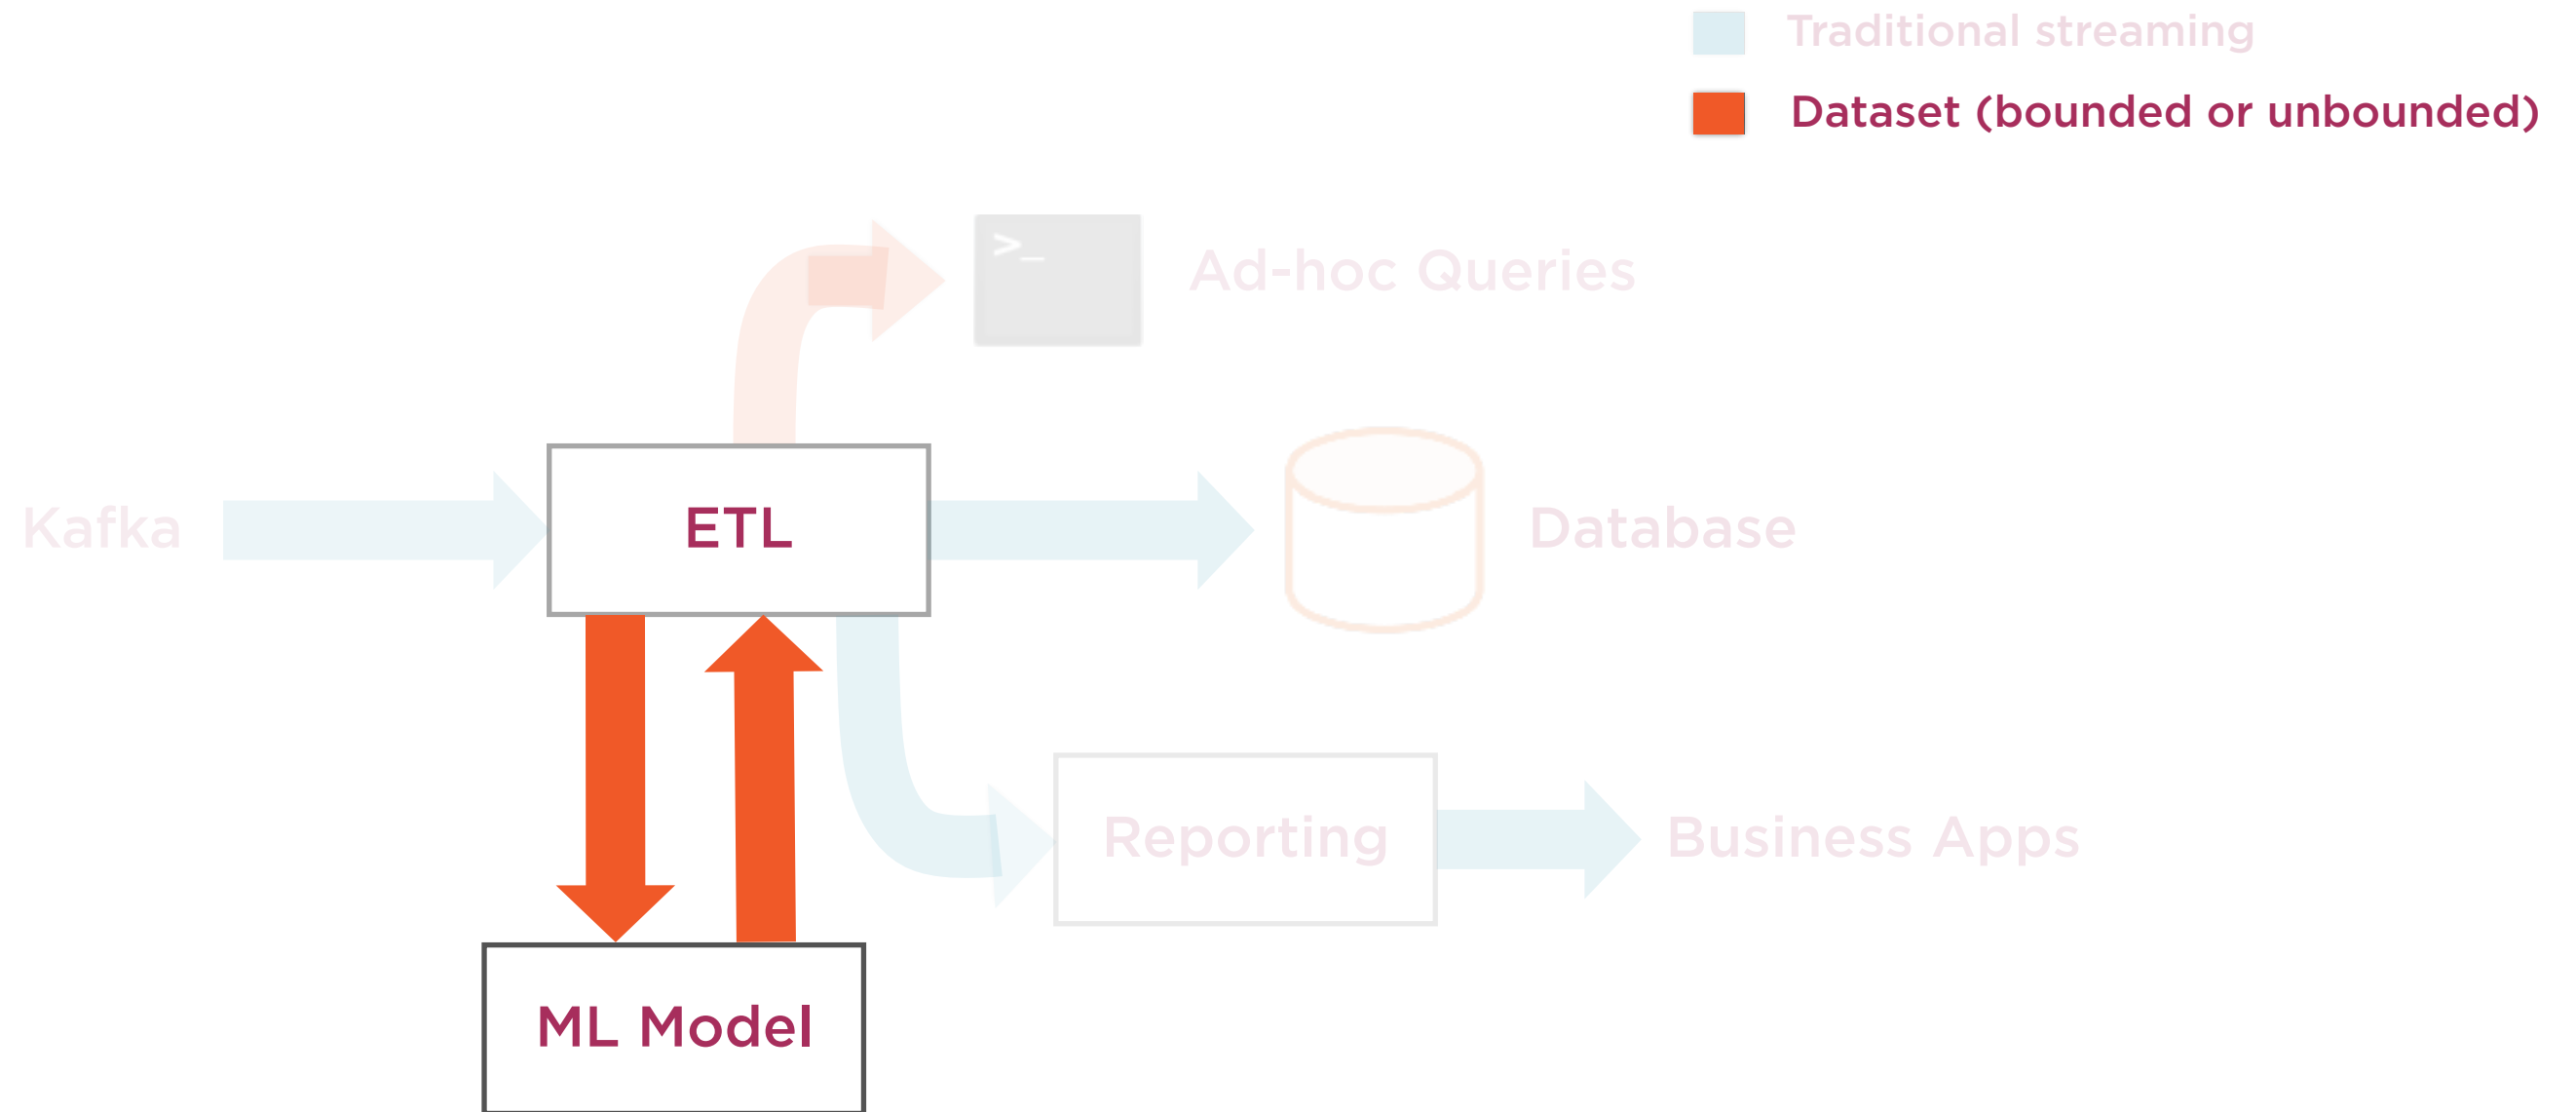 Traditional streaming
Dataset (bounded or unbounded)
>_
Ad-hoc Queries
Kafka
ETL
Database
Reporting
Business Apps
ML Model